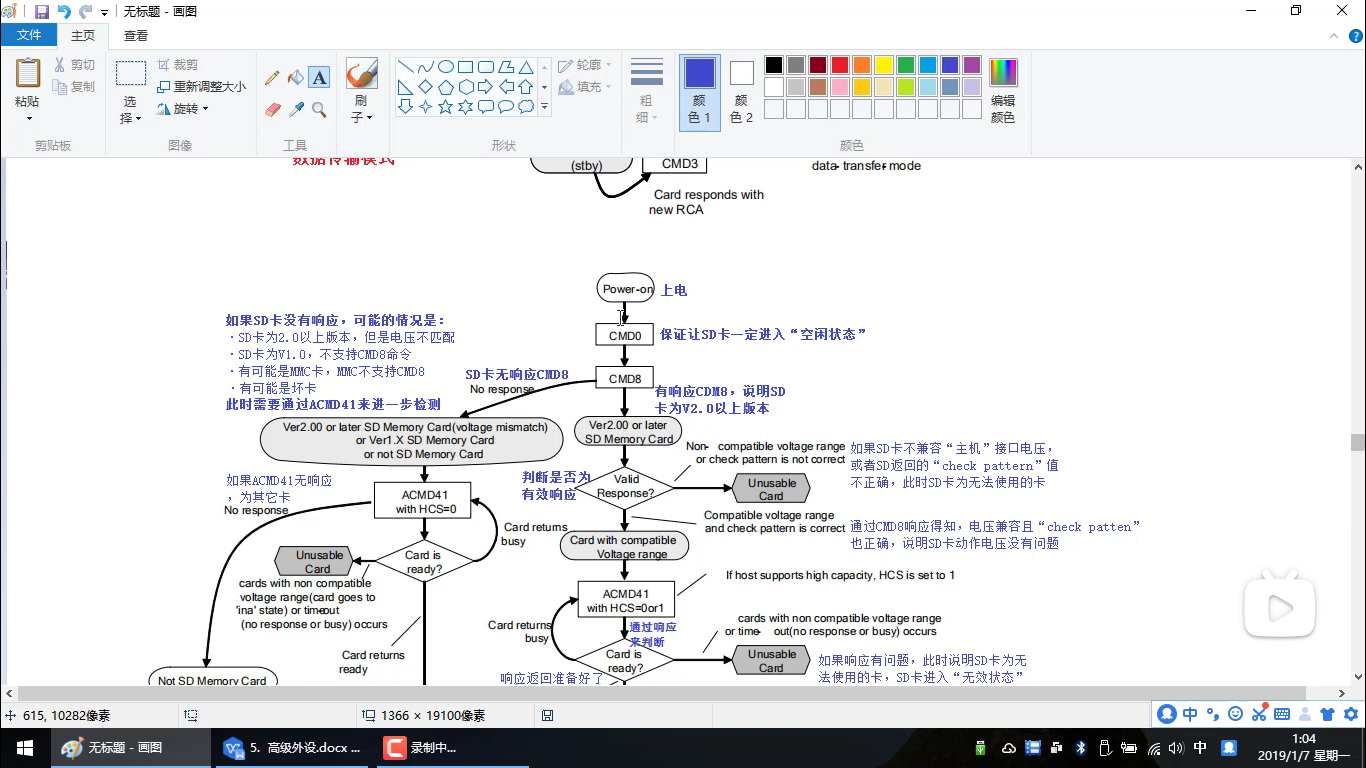 无标题 - 画图
文件
主页
查看
粘贴
剪切
复制
剪贴板
选
择
裁剪
重新调整大小
旋转
图像
A
工具
刷
子
形状
轮廓
填充
粗
细
颜
色 1
颜
色 2
编辑
颜色
颜色
数据传输模式
(stby)
CMD3
data- transfer-mode
Card responds with
new RCA
Power-on
上电
CMD0
保证让SD卡一定进入“空闲状态”
如果SD卡没有响应，可能的情况是：
·SD卡为2.0以上版本，但是电压不匹配
·SD卡为V1.0，不支持CMD8命令
·有可能是MMC卡，MMC不支持CMD8
·有可能是坏卡
此时需要通过ACMD41来进一步检测
SD卡无响应CMD8
No response
CMD8
有响应CDM8，说明SD
卡为V2.0以上版本
Ver2.00 or later SD Memory Card(voltage mismatch)
or Ver1.X SD Memory Card
or not SD Memory Card
Ver2.00 or later
SD Memory Card
Non- compatible voltage range
or check pattern is not correct
如果SD卡不兼容“主机”接口电压，
或者SD返回的“check pattern”值
不正确，此时SD卡为无法使用的卡
判断是否为
有效响应
Valid
Response?
Unusable
Card
如果ACMD41无响应
，为其它卡
No response
ACMD41
with HCS=0
Card returns
busy
Compatible voltage range
and check pattern is correct
通过CMD8响应得知，电压兼容且“check patten”
也正确，说明SD卡动作电压没有问题
Card with compatible
Voltage range
Unusable
Card
Card is
ready?
cards with non compatible
voltage range(card goes to
'ina' state) or timeout
(no response or busy) occurs
If host supports high capacity, HCS is set to 1
ACMD41
with HCS=0or1
Card returns
busy
通过响应
来判断
cards with non compatible voltage range
or time- out(no response or busy) occurs
Card returns
ready
Card is
ready?
Unusable
Card
如果响应有问题，此时说明SD卡为无
法使用的卡，SD卡进入“无效状态”
Not SD Memory Card
响应返回准备好了
615, 10282像素
1366 × 19100像素
中
无标题 - 画图
5. 高级外设.docx ...
录制中...
中
1:04
2019/1/7 星期一